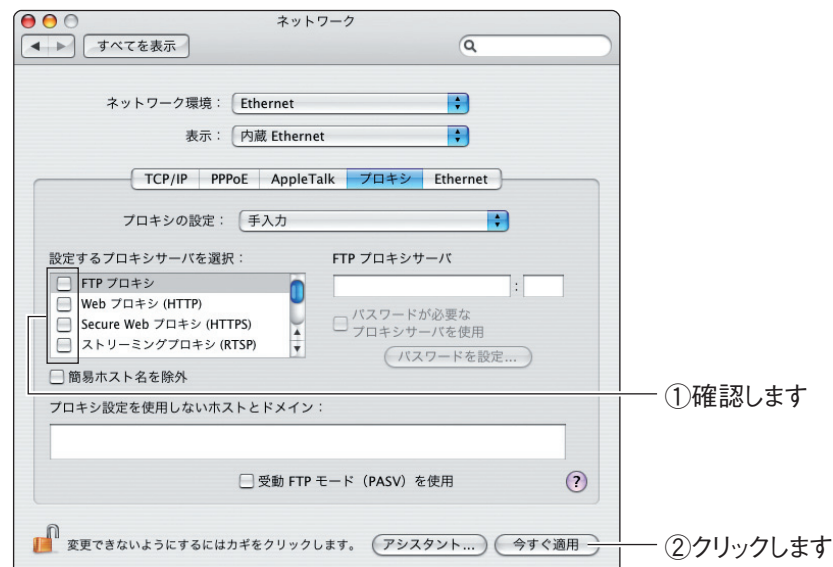 ネットワーク
すべてを表示
ネットワーク環境： Ethernet
表示： 内蔵 Ethernet
TCP/IP PPPoE AppleTalk プロキシ Ethernet
プロキシの設定： 手入力
設定するプロキシサーバを選択：
FTP プロキシ
Web プロキシ (HTTP)
Secure Web プロキシ (HTTPS)
ストリーミングプロキシ (RTSP)
簡易ホスト名を除外
FTP プロキシサーバ
:
パスワードが必要な
プロキシサーバを使用
パスワードを設定...
①確認します
プロキシ設定を使用しないホストとドメイン：
受動 FTP モード（PASV）を使用
?
変更できないようにするにはカギをクリックします。 アシスタント... 今すぐ適用
②クリックします